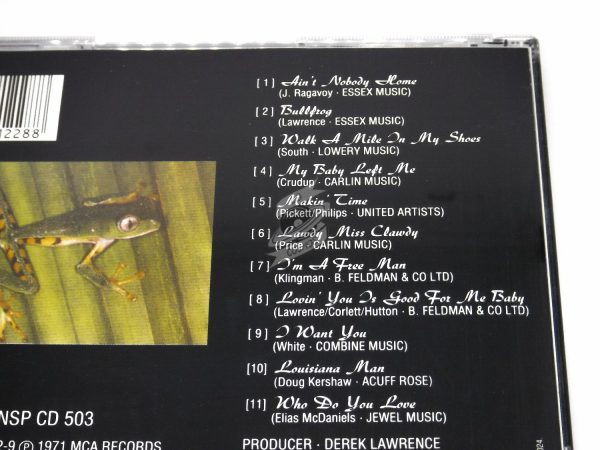 [1] Ain't Nobody Home
(J. Ragavoy · ESSEX MUSIC)
[2] Bullfrog
(Lawrence · ESSEX MUSIC)
[3] Walk A Mile In My Shoes
(South · LOWERY MUSIC)
[4] My Baby Left Me
(Crudup · CARLIN MUSIC)
[5] Makin' Time
(Pickett/Philips · UNITED ARTISTS)
[6] Lawdy Miss Clawdy
(Price · CARLIN MUSIC)
[7] I'm A Free Man
(Klingman · B. FELDMAN & CO LTD)
[8] Lovin' You Is Good For Me Baby
(Lawrence/Corlett/Hutton · B. FELDMAN & CO LTD)
[9] I Want You
(White · COMBINE MUSIC)
[10] Louisiana Man
(Doug Kershaw · ACUFF ROSE)
[11] Who Do You Love
(Elias McDaniels · JEWEL MUSIC)
PRODUCER · DEREK LAWRENCE
2288
NSP CD 503
2-9 ℗ 1971 MCA RECORDS